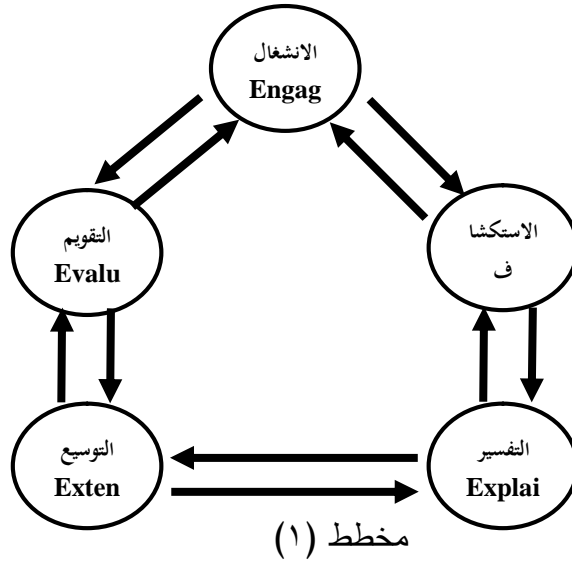 الانشغال
Engag
الاستكشا
ف
التفسير
Explai
التوسيع
Exten
التقويم
Evalu
مخطط (١)